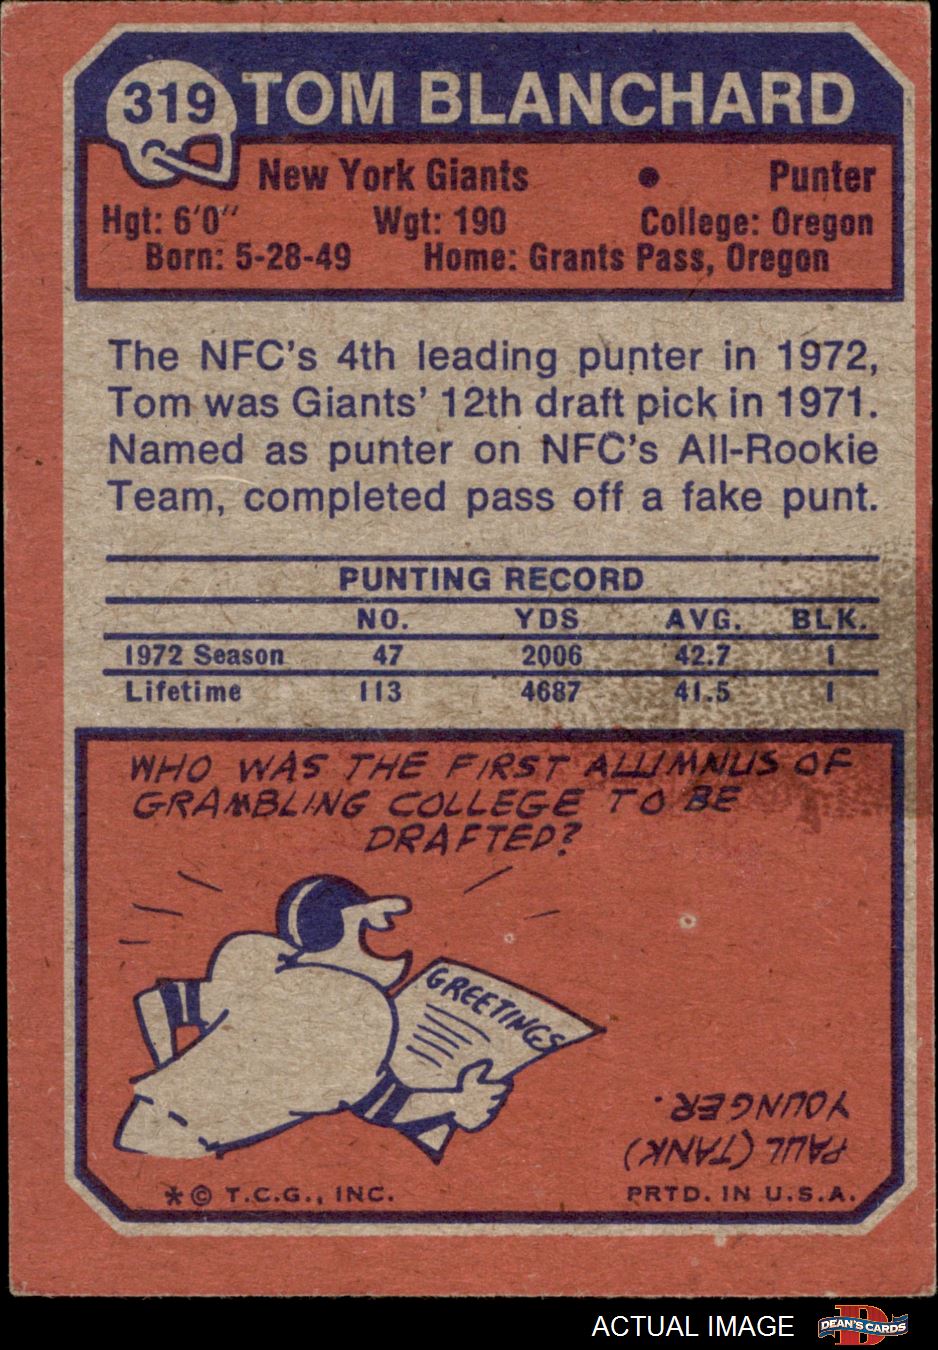 319 TOM BLANCHARD
New York Giants • Punter
Hgt: 6'0" Wgt: 190 College: Oregon
Born: 5-28-49 Home: Grants Pass, Oregon
The NFC's 4th leading punter in 1972,
Tom was Giants' 12th draft pick in 1971.
Named as punter on NFC's All-Rookie
Team, completed pass off a fake punt.
PUNTING RECORD
NO. YDS AVG. BLK.
1972 Season 47 2006 42.7 1
Lifetime 113 4687 41.5 1
WHO WAS THE FIRST ALUMNUS OF
GRAMBLING COLLEGE TO BE
DRAFTED?
GREETINGS
PAUL (TANK)
YOUNGER.
*© T.C.G., INC. PRTD. IN U.S.A.
ACTUAL IMAGE DEAN'S CARDS